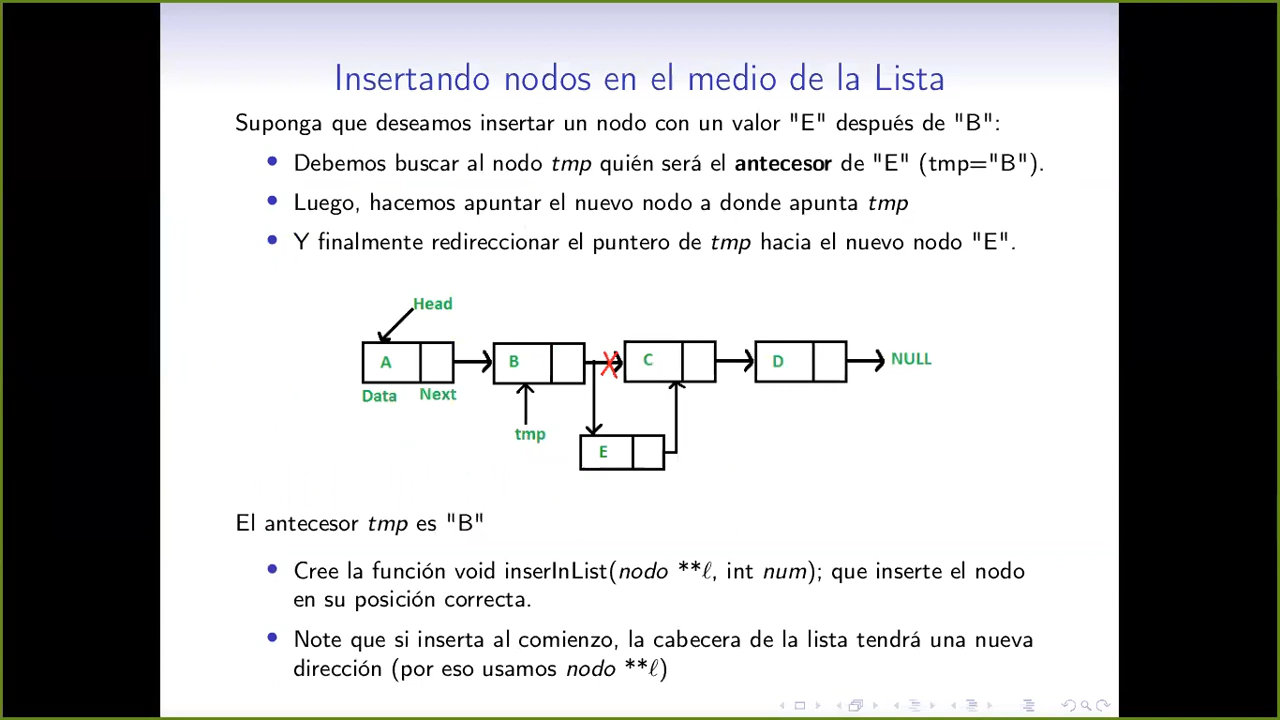 Insertando nodos en el medio de la Lista
Suponga que deseamos insertar un nodo con un valor "E" después de "B":
Debemos buscar al nodo tmp quién será el antecesor de "E" (tmp="B").
Luego, hacemos apuntar el nuevo nodo a donde apunta tmp
Y finalmente redireccionar el puntero de tmp hacia el nuevo nodo "E".
Head
A B C D NULL
Data Next
tmp
E
El antecesor tmp es "B"
Cree la función void inserInList(nodo **ℓ, int num); que inserte el nodo
en su posición correcta.
Note que si inserta al comienzo, la cabecera de la lista tendrá una nueva
dirección (por eso usamos nodo **ℓ)